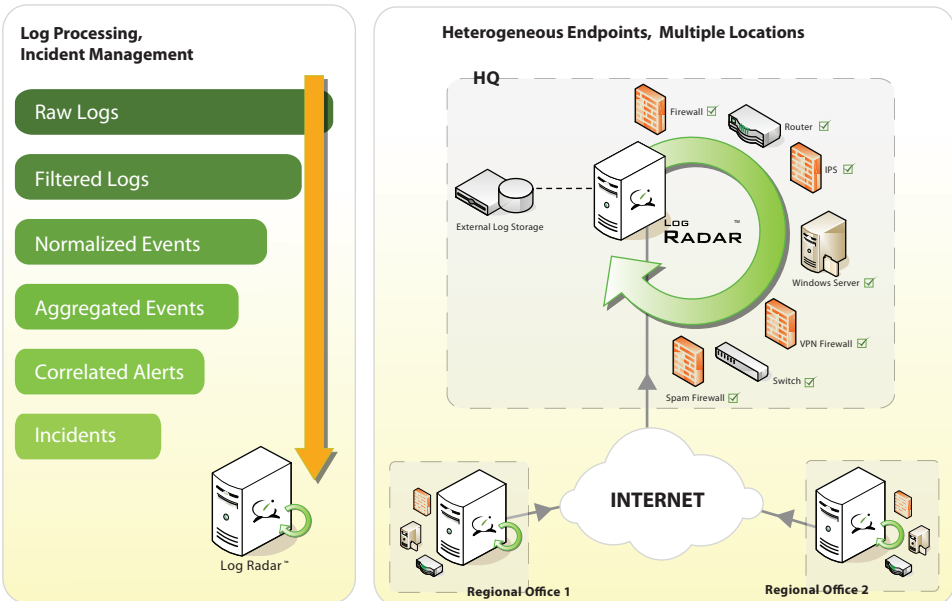 Log Processing,
Incident Management
Raw Logs
Filtered Logs
Normalized Events
Aggregated Events
Correlated Alerts
Incidents
Log Radar™
Heterogeneous Endpoints, Multiple Locations
HQ
Firewall
Router
IPS
External Log Storage
LOG
RADAR ™
Windows Server
VPN Firewall
Switch
Spam Firewall
INTERNET
Regional Office 1
Regional Office 2